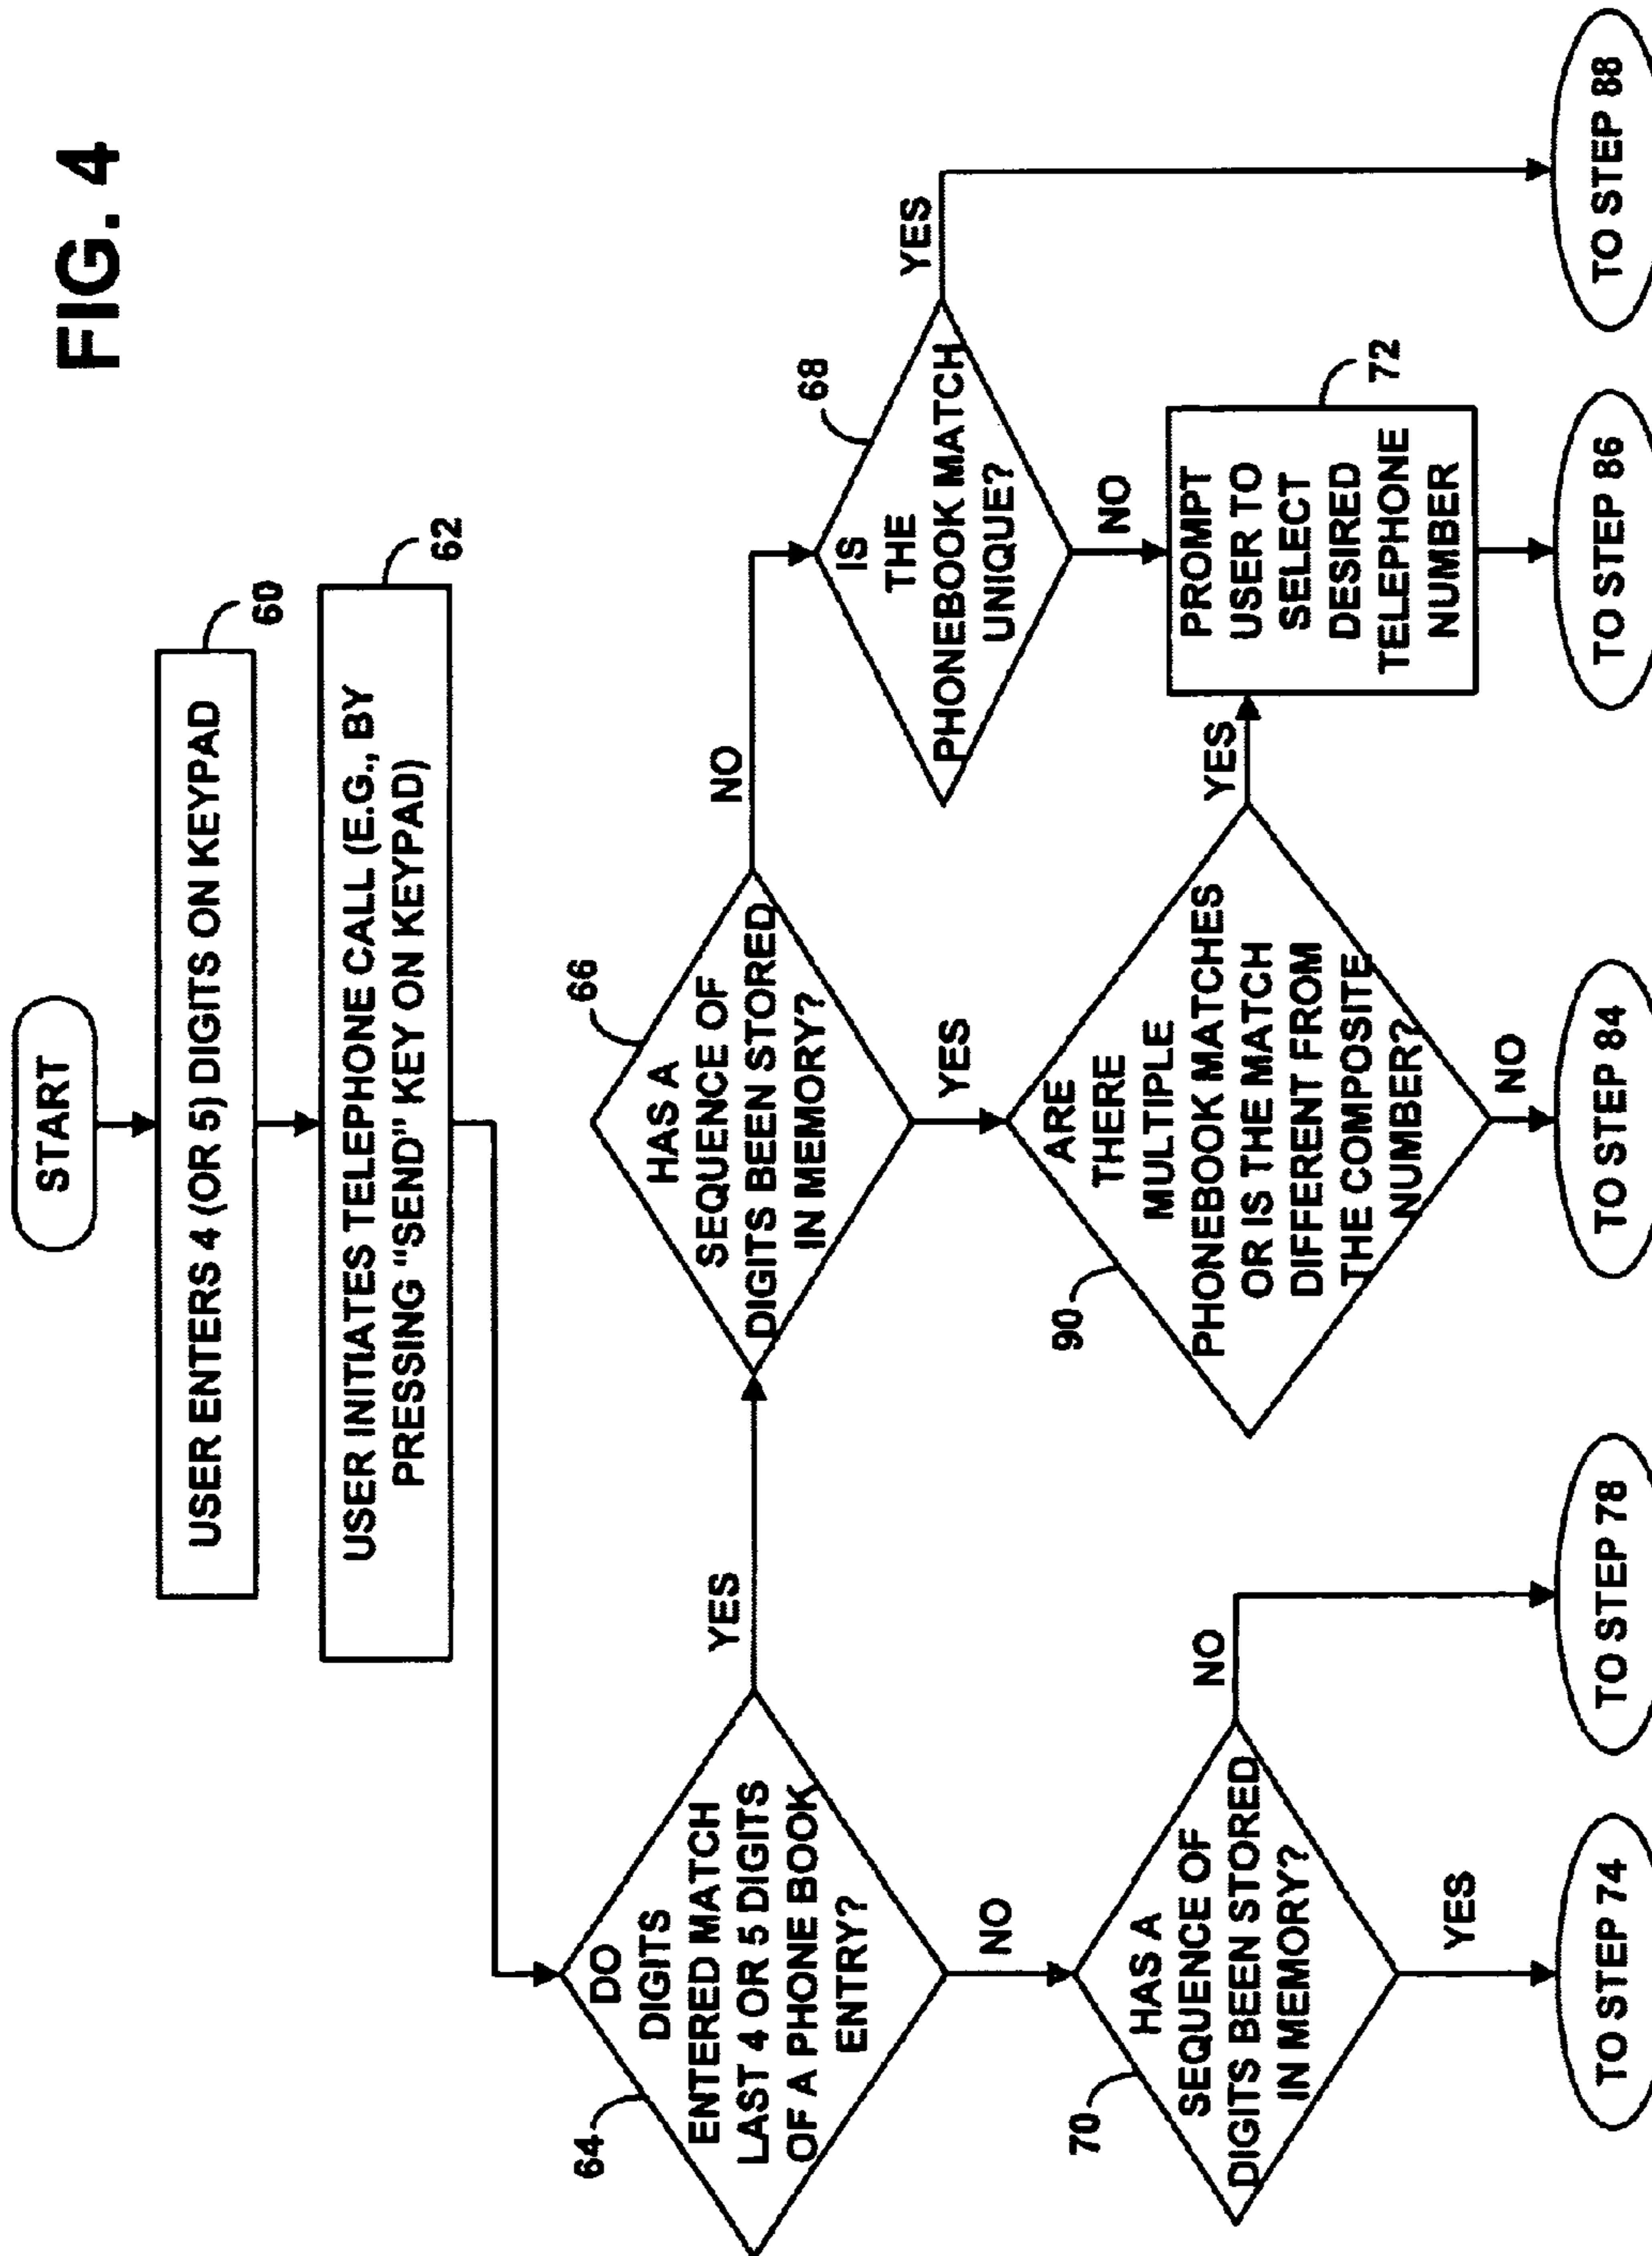 FIG. 4
START
USER ENTERS 4 (OR 5) DIGITS ON KEYPAD
60
USER INITIATES TELEPHONE CALL (E.G., BY
PRESSING "SEND" KEY ON KEYPAD)
62
64
DO
DIGITS
ENTERED MATCH
LAST 4 OR 5 DIGITS
OF A PHONE BOOK
ENTRY?
YES
NO
66
HAS A
SEQUENCE OF
DIGITS BEEN STORED
IN MEMORY?
NO
YES
68
IS
THE
PHONEBOOK MATCH
UNIQUE?
YES
NO
70
HAS A
SEQUENCE OF
DIGITS BEEN STORED
IN MEMORY?
NO
YES
90
ARE
THERE
MULTIPLE
PHONEBOOK MATCHES
OR IS THE MATCH
DIFFERENT FROM
THE COMPOSITE
NUMBER?
YES
NO
PROMPT
USER TO
SELECT
DESIRED
TELEPHONE
NUMBER
72
TO STEP 74
TO STEP 78
TO STEP 84
TO STEP 86
TO STEP 88